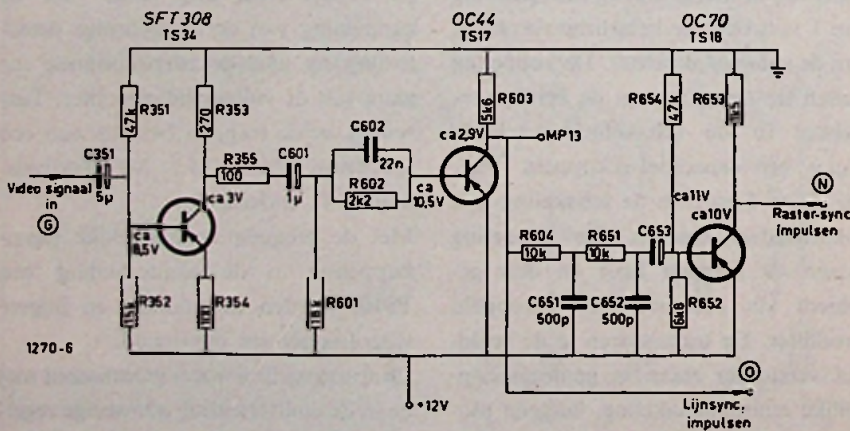 SFT308
TS34
OC44
TS17
OC70
TS18
R351
47k
R353
270
R603
5k6
R654
47k
R653
1k5
C602
22n
ca 2,9V
MP13
R355
100
C601
1µ
C351
5µ
Video signaal
in
G
R602
2k2
ca 3V
ca
10,5V
ca
8,5V
ca 11V
ca 10V
N
Raster-sync
impulsen
R604
10k
R651
10k
C653
R352
15k
R354
R601
18k
C651
500p
C652
500p
R652
6k8
1270-6
+12V
O
Lijnsync.
impulsen